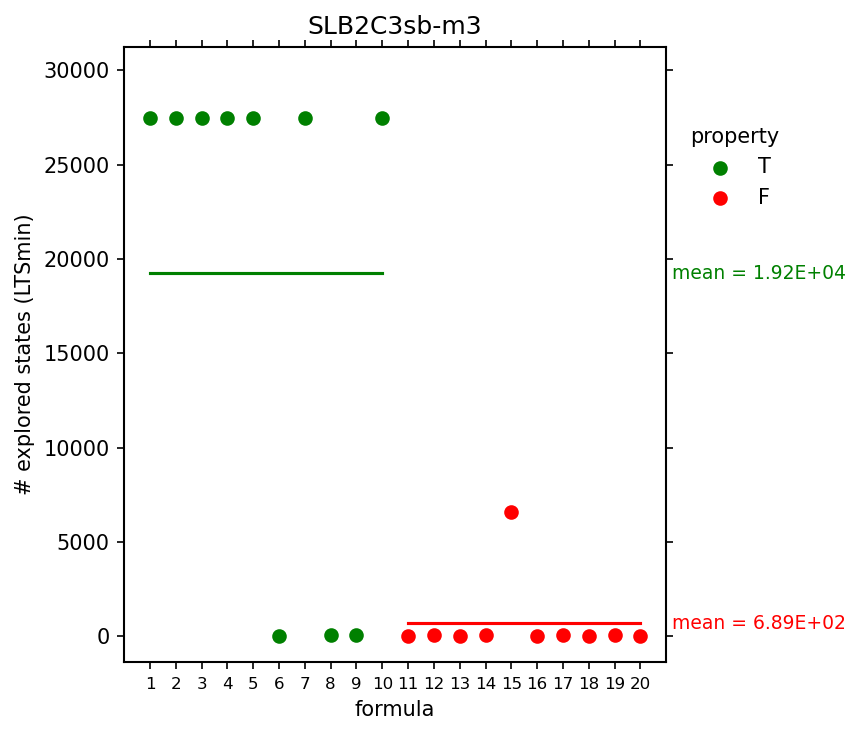 SLB2C3sb-m3
30000
25000
20000
15000
10000
5000
0
# explored states (LTSmin)
1 2 3 4 5 6 7 8 9 10 11 12 13 14 15 16 17 18 19 20
formula
property
T
F
mean = 1.92E+04
mean = 6.89E+02